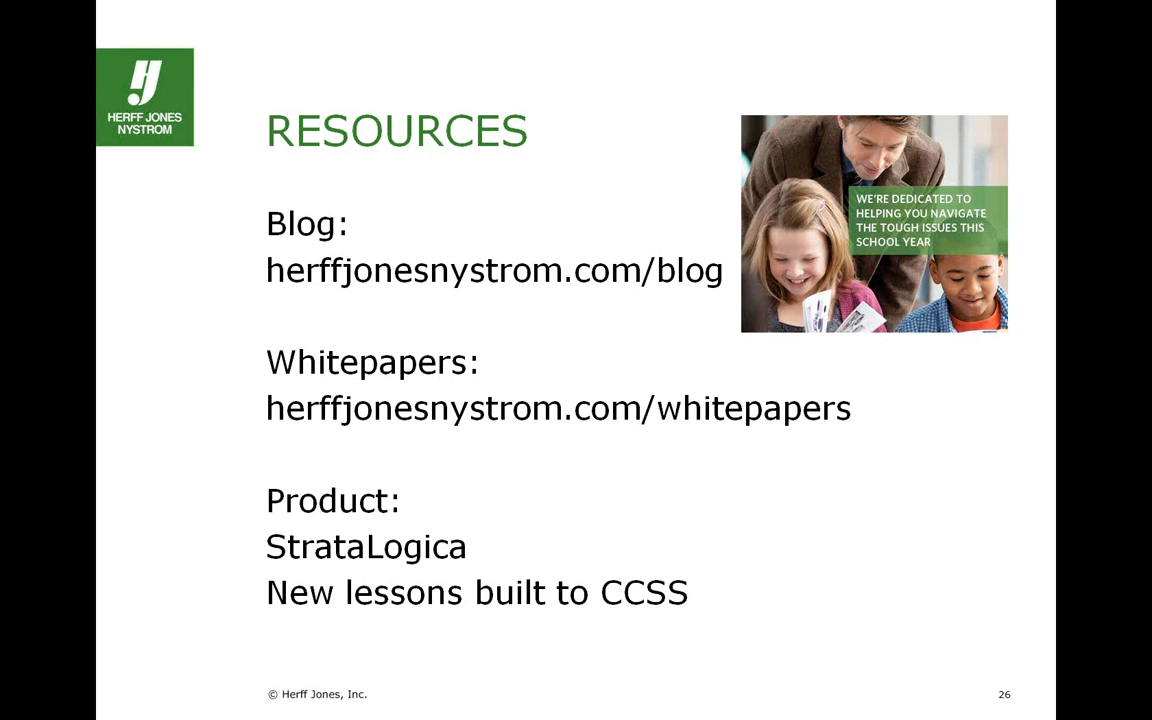 HERFF JONES
NYSTROM
RESOURCES
WE'RE DEDICATED TO
HELPING YOU NAVIGATE
THE TOUGH ISSUES THIS
SCHOOL YEAR
Blog:
herffjonesnystrom.com/blog
Whitepapers:
herffjonesnystrom.com/whitepapers
Product:
StrataLogica
New lessons built to CCSS
© Herff Jones, Inc.
26